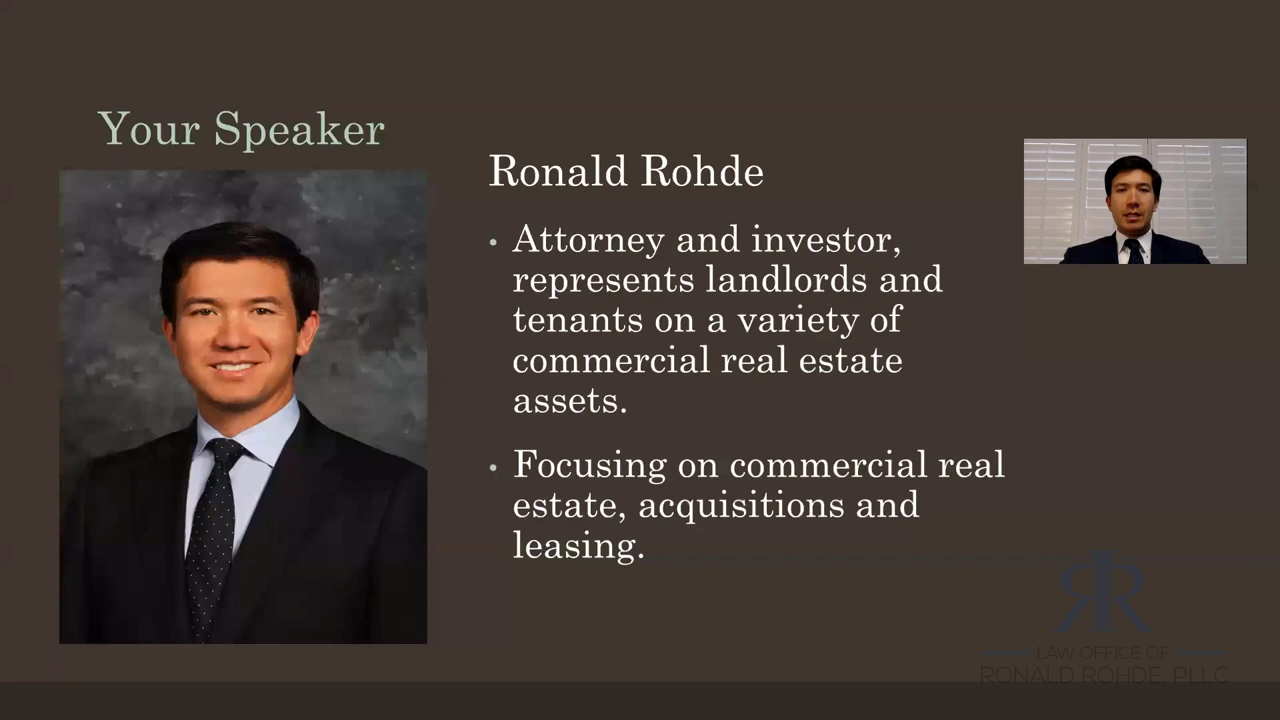 Your Speaker
Ronald Rohde
• Attorney and investor,
represents landlords and
tenants on a variety of
commercial real estate
assets.
• Focusing on commercial real
estate, acquisitions and
leasing.
RR
LAW OFFICE OF
RONALD ROHDE, PLLC